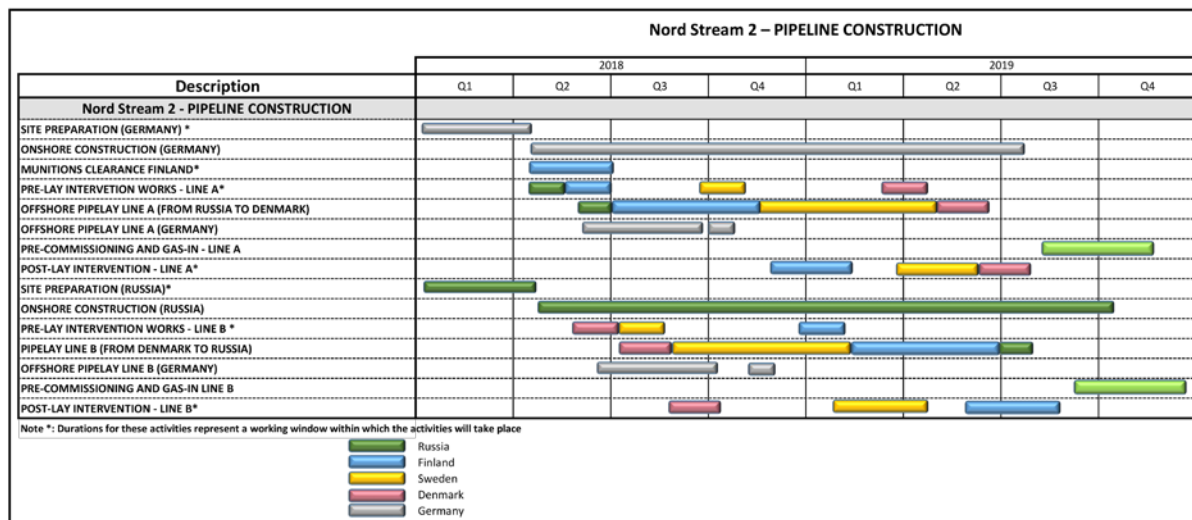 Nord Stream 2 – PIPELINE CONSTRUCTION
2018 2019
Description Q1 Q2 Q3 Q4 Q1 Q2 Q3 Q4
Nord Stream 2 - PIPELINE CONSTRUCTION
SITE PREPARATION (GERMANY) *
ONSHORE CONSTRUCTION (GERMANY)
MUNITIONS CLEARANCE FINLAND*
PRE-LAY INTERVETION WORKS - LINE A*
OFFSHORE PIPELAY LINE A (FROM RUSSIA TO DENMARK)
OFFSHORE PIPELAY LINE A (GERMANY)
PRE-COMMISSIONING AND GAS-IN - LINE A
POST-LAY INTERVENTION - LINE A*
SITE PREPARATION (RUSSIA)*
ONSHORE CONSTRUCTION (RUSSIA)
PRE-LAY INTERVENTION WORKS - LINE B *
PIPELAY LINE B (FROM DENMARK TO RUSSIA)
OFFSHORE PIPELAY LINE B (GERMANY)
PRE-COMMISSIONING AND GAS-IN LINE B
POST-LAY INTERVENTION - LINE B*
Note *: Durations for these activities represent a working window within which the activities will take place
Russia
Finland
Sweden
Denmark
Germany